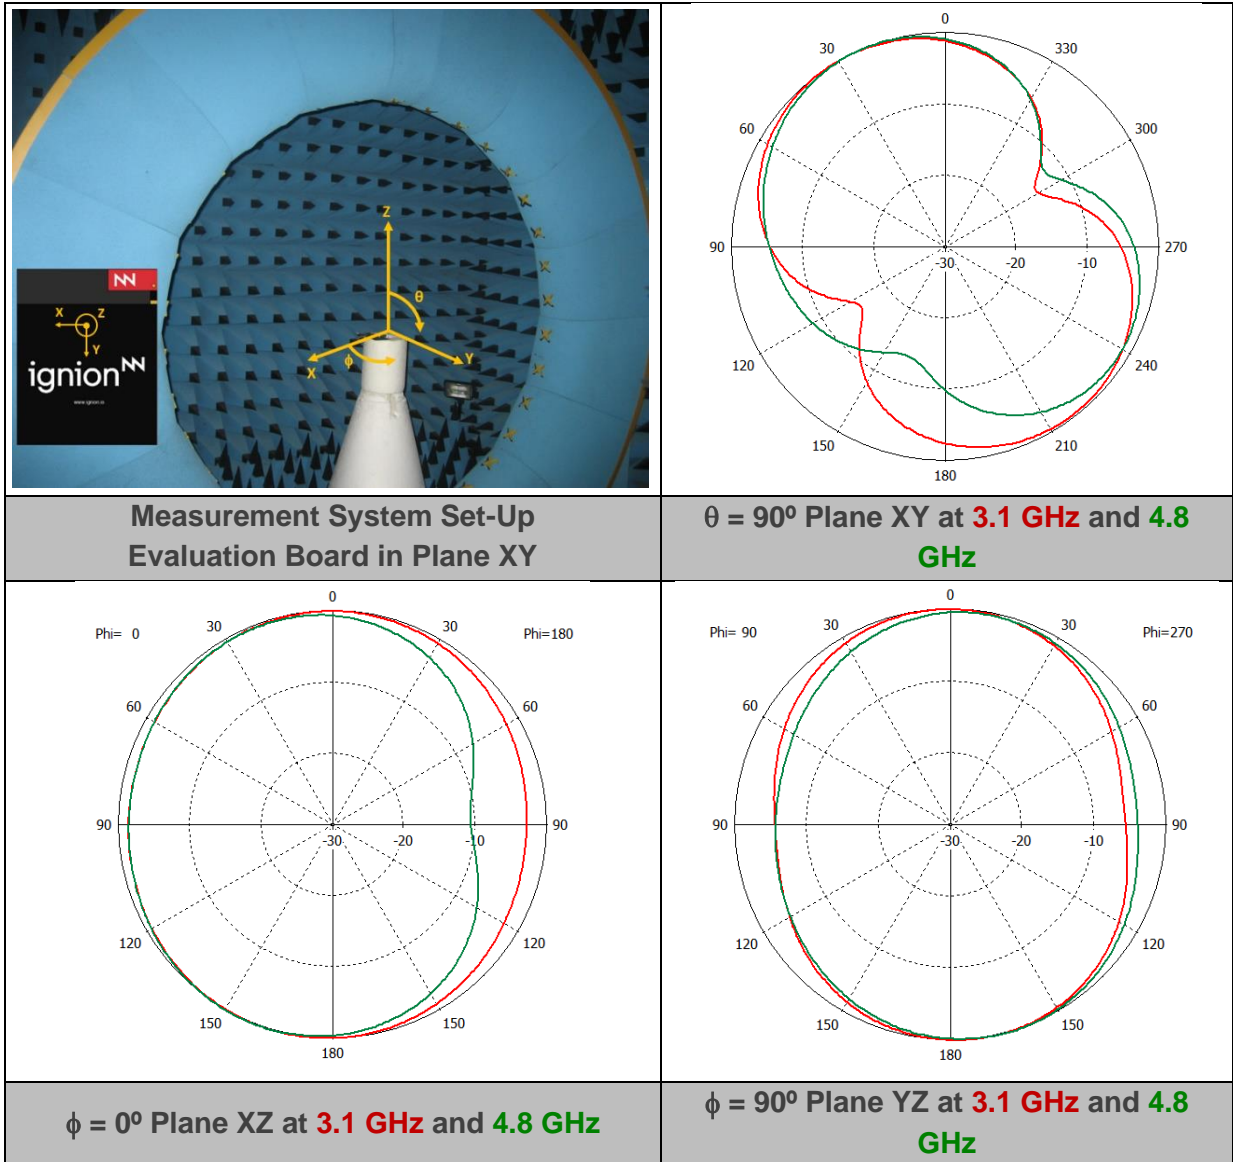 Z
θ
ϕ
X
Y
X
Z
Y
ignion
www.ignion.io
Measurement System Set-Up
Evaluation Board in Plane XY
0
30
330
60
300
90
-30
-20
-10
270
120
240
150
210
180
θ = 90º Plane XY at 3.1 GHz and 4.8
GHz
0
Phi= 0
30
30
Phi=180
60
60
90
-30
-20
-10
90
120
120
150
150
180
ϕ = 0º Plane XZ at 3.1 GHz and 4.8 GHz
0
Phi= 90
30
30
Phi=270
60
60
90
-30
-20
-10
90
120
120
150
150
180
ϕ = 90º Plane YZ at 3.1 GHz and 4.8
GHz